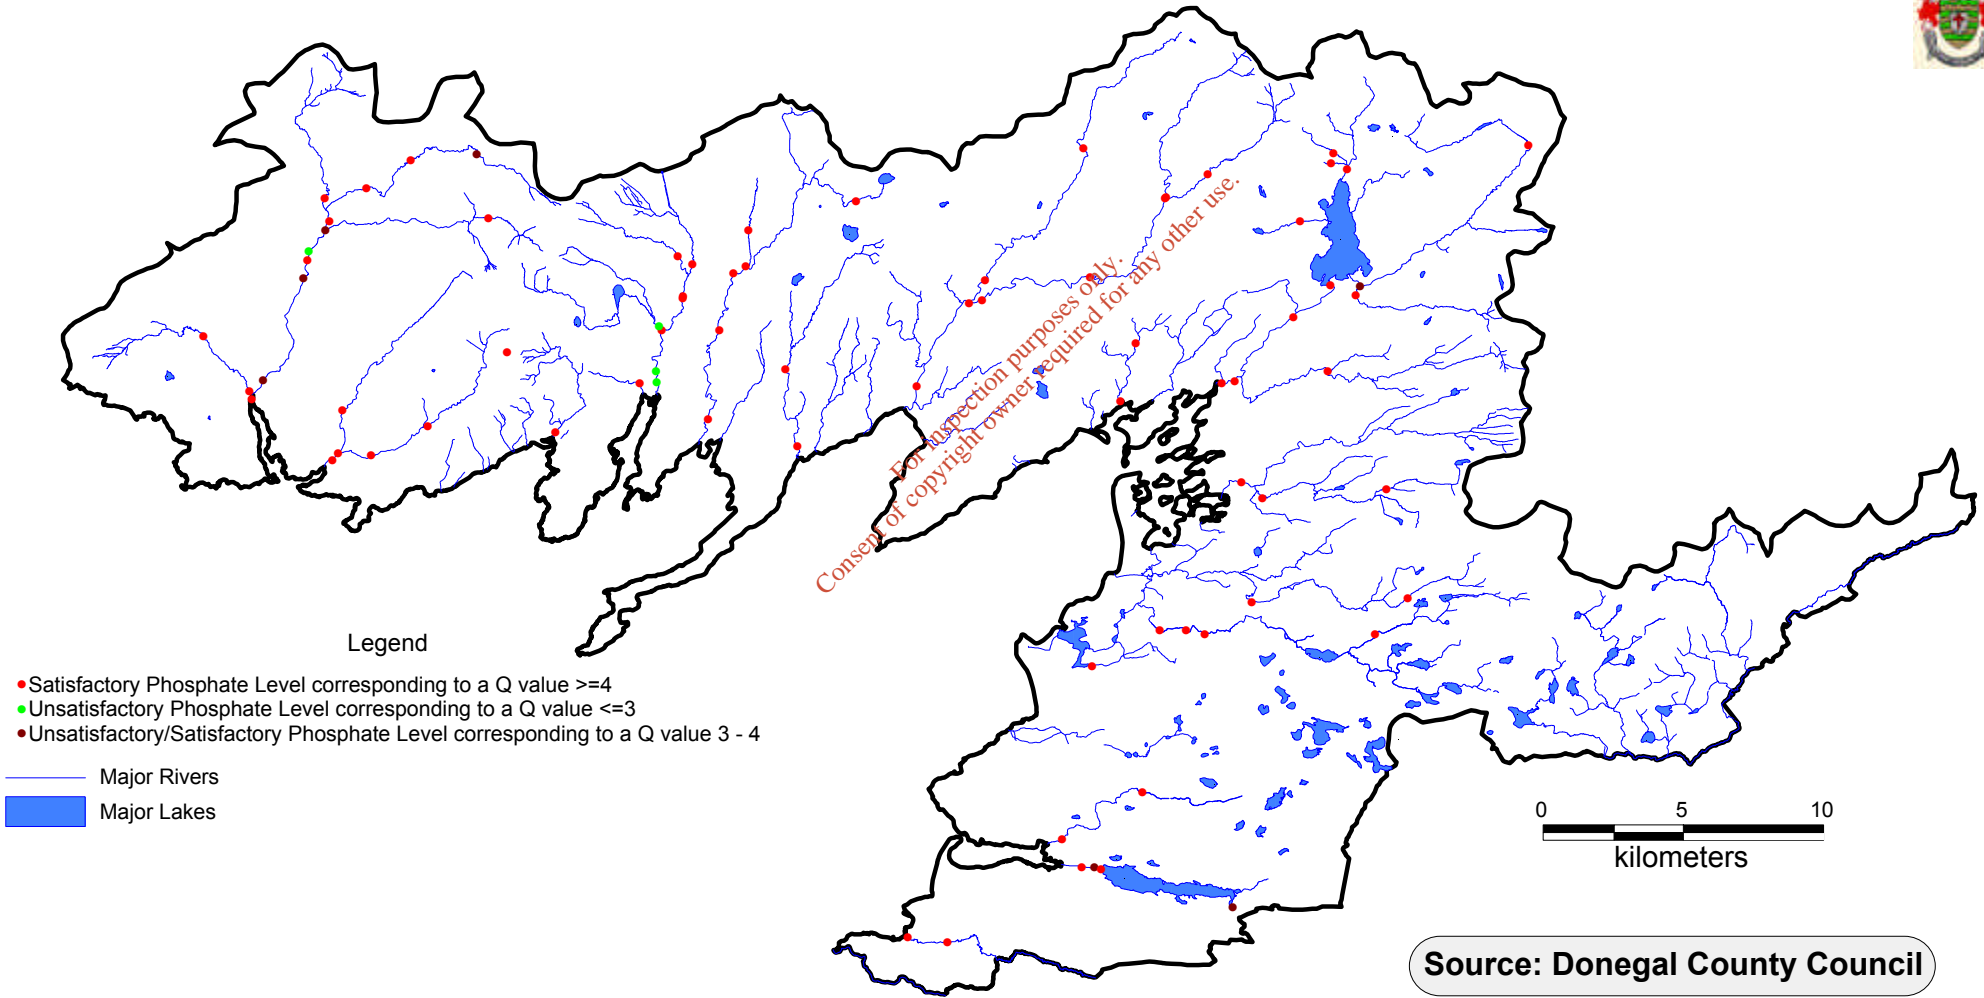 For inspection purposes only.
Consent of copyright owner required for any other use.
Legend
Satisfactory Phosphate Level corresponding to a Q value >=4
Unsatisfactory Phosphate Level corresponding to a Q value <=3
Unsatisfactory/Satisfactory Phosphate Level corresponding to a Q value 3 - 4
Major Rivers
Major Lakes
0 5 10
kilometers
Source: Donegal County Council